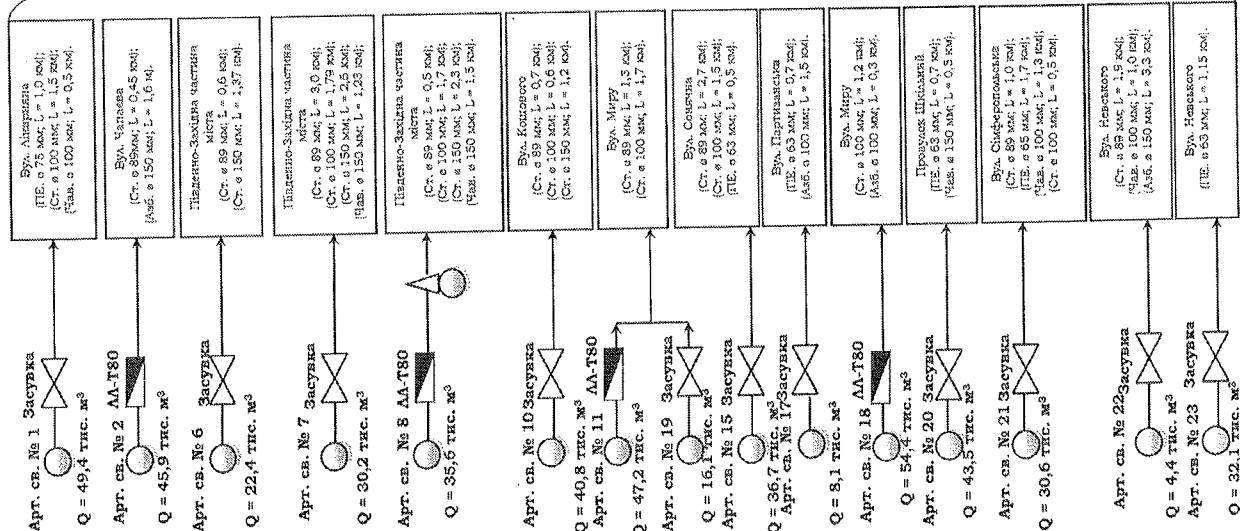 Арт. св. № 1 Засувка
Q = 49,4 тис. м³
Вул. Анкаринна
(ПЕ. ø 75 мм; L = 1,0 км);
(Ст. ø 100 мм; L = 1,5 км);
(Чав. ø 100 мм; L = 0,5 км).
Арт. св. № 2 ЛЛ-Т80
Q = 45,9 тис. м³
Вул. Чапаєва
(Ст. ø 89мм; L = 0,45 км);
(Азб. ø 150 мм; L = 1,6 м).
Арт. св. № 6 Засувка
Q = 22,4 тис. м³
Південно-Західна частина
міста
(Ст. ø 89 мм; L = 0,6 км);
(Ст. ø 150 мм; L = 1,37 км).
Арт. св. № 7 Засувка
Q = 30,2 тис. м³
Південно-Західна частина
міста
(Ст. ø 89 мм; L = 3,0 км);
(Ст. ø 100 мм; L = 1,79 км);
(Ст. ø 150 мм; L = 2,6 км);
(Чав. ø 150 мм; L = 1,23 км).
Арт. св. № 8 ЛЛ-Т80
Q = 35,6 тис. м³
Південно-Західна частина
міста
(Ст. ø 89 мм; L = 0,5 км);
(Ст. ø 100 мм; L = 1,7 км);
(Ст. ø 150 мм; L = 2,3 км);
(Чав. ø 150 мм; L = 1,5 км).
Арт. св. № 10 Засувка
Q = 40,8 тис. м³
Вул. Кошового
(Ст. ø 89 мм; L = 0,7 км);
(Ст. ø 100 мм; L = 0,6 км);
(Ст. ø 150 мм; L = 1,2 км).
Арт. св. № 11 ЛЛ-Т80
Q = 47,2 тис. м³
Вул. Миру
(Ст. ø 89 мм; L = 1,3 км);
(Ст. ø 100 мм; L = 1,7 км).
Арт. св. № 19 Засувка
Q = 16,1 тис. м³
Арт. св. № 15 Засувка
Q = 36,7 тис. м³
Вул. Сонячна
(Ст. ø 89 мм; L = 2,7 км);
(Ст. ø 100 мм; L = 1,5 км);
(ПЕ. ø 63 мм; L = 0,5 км).
Арт. св. № 17 Засувка
Q = 8,1 тис. м³
Вул. Партизанська
(ПЕ. ø 63 мм; L = 0,7 км);
(Азб. ø 100 мм; L = 1,5 км).
Арт. св. № 18 ЛЛ-Т80
Q = 54,4 тис. м³
Вул. Миру
(Ст. ø 100 мм; L = 1,2 км);
(Азб. ø 100 мм; L = 0,3 км).
Арт. св. № 20 Засувка
Q = 43,5 тис. м³
Провулок Шкільний
(ПЕ. ø 63 мм; L = 0,7 км);
(Чав. ø 150 мм; L = 0,5 км).
Арт. св. № 21 Засувка
Q = 30,6 тис. м³
Вул. Сімферопольська
(Ст. ø 89 мм; L = 1,0 км);
(ПЕ. ø 65 мм; L = 1,7 км);
(Чав. ø 100 мм; L = 1,3 км);
(Ст. ø 100 мм; L = 0,5 км).
Арт. св. № 22 Засувка
Q = 4,4 тис. м³
Вул. Невського
(Ст. ø 89 мм; L = 1,9 км);
(Чав. ø 100 мм; L = 1,0 км);
(Азб. ø 150 мм; L = 3,3 км).
Арт. св. № 23 Засувка
Q = 32,1 тис. м³
Вул. Невського
(ПЕ. ø 63 мм; L = 1,15 км).